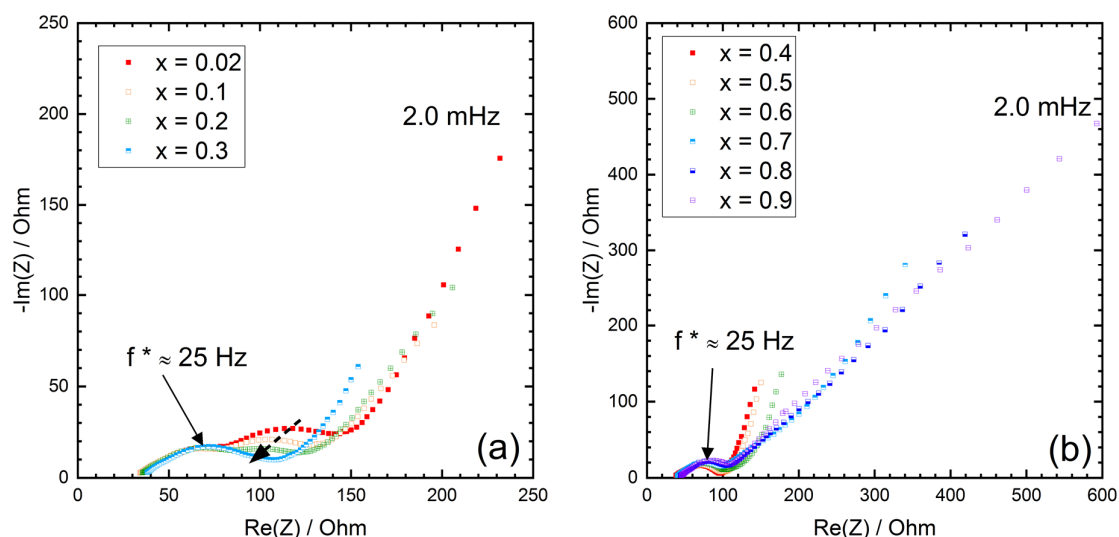 250
200
150
100
50
0
-Im(Z) / Ohm
x = 0.02
x = 0.1
x = 0.2
x = 0.3
2.0 mHz
f * ≈ 25 Hz
(a)
0 50 100 150 200 250
Re(Z) / Ohm
600
500
400
300
200
100
0
-Im(Z) / Ohm
x = 0.4
x = 0.5
x = 0.6
x = 0.7
x = 0.8
x = 0.9
2.0 mHz
f * ≈ 25 Hz
(b)
0 100 200 300 400 500 600
Re(Z) / Ohm